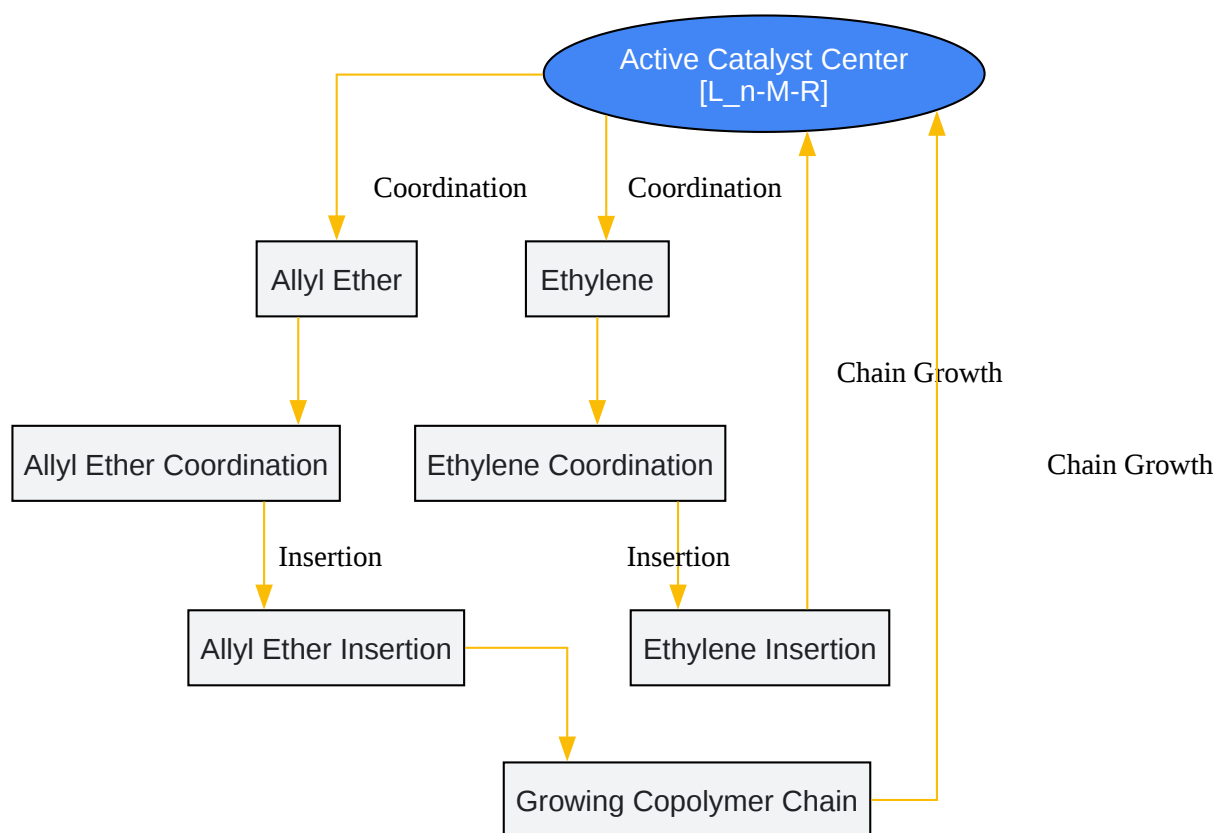 Active Catalyst Center
[L_n-M-R]
Coordination
Coordination
Allyl Ether
Ethylene
Chain Growth
Allyl Ether Coordination
Ethylene Coordination
Chain Growth
Insertion
Insertion
Allyl Ether Insertion
Ethylene Insertion
Growing Copolymer Chain